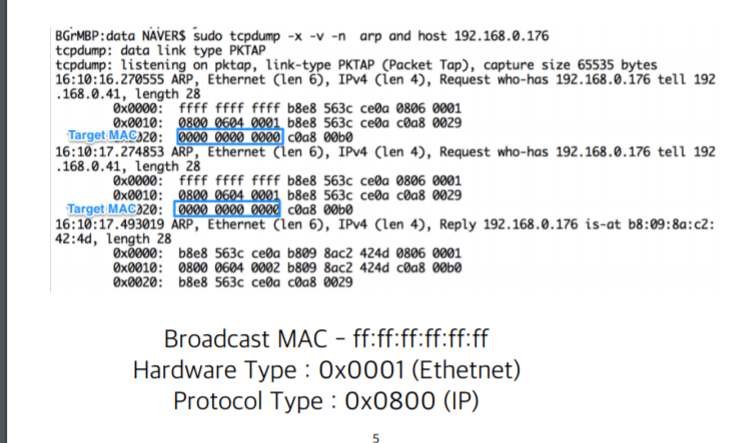 BGrMBP:data NAVER$ sudo tcpdump -x -v -n  arp and host 192.168.0.176
tcpdump: data link type PKTAP
tcpdump: listening on pktap, link-type PKTAP (Packet Tap), capture size 65535 bytes
16:10:16.270555 ARP, Ethernet (len 6), IPv4 (len 4), Request who-has 192.168.0.176 tell 192
.168.0.41, length 28
0x0000:  ffff ffff ffff b8e8 563c ce0a 0806 0001
0x0010:  0800 0604 0001 b8e8 563c ce0a c0a8 0029
Target MAC 020:  0000 0000 0000 c0a8 00b0
16:10:17.274853 ARP, Ethernet (len 6), IPv4 (len 4), Request who-has 192.168.0.176 tell 192
.168.0.41, length 28
0x0000:  ffff ffff ffff b8e8 563c ce0a 0806 0001
0x0010:  0800 0604 0001 b8e8 563c ce0a c0a8 0029
Target MAC 020:  0000 0000 0000 c0a8 00b0
16:10:17.493019 ARP, Ethernet (len 6), IPv4 (len 4), Reply 192.168.0.176 is-at b8:09:8a:c2:
42:4d, length 28
0x0000:  b8e8 563c ce0a b809 8ac2 424d 0806 0001
0x0010:  0800 0604 0002 b809 8ac2 424d c0a8 00b0
0x0020:  b8e8 563c ce0a c0a8 0029
Broadcast MAC - ff:ff:ff:ff:ff:ff
Hardware Type : 0x0001 (Ethetnet)
Protocol Type : 0x0800 (IP)
5